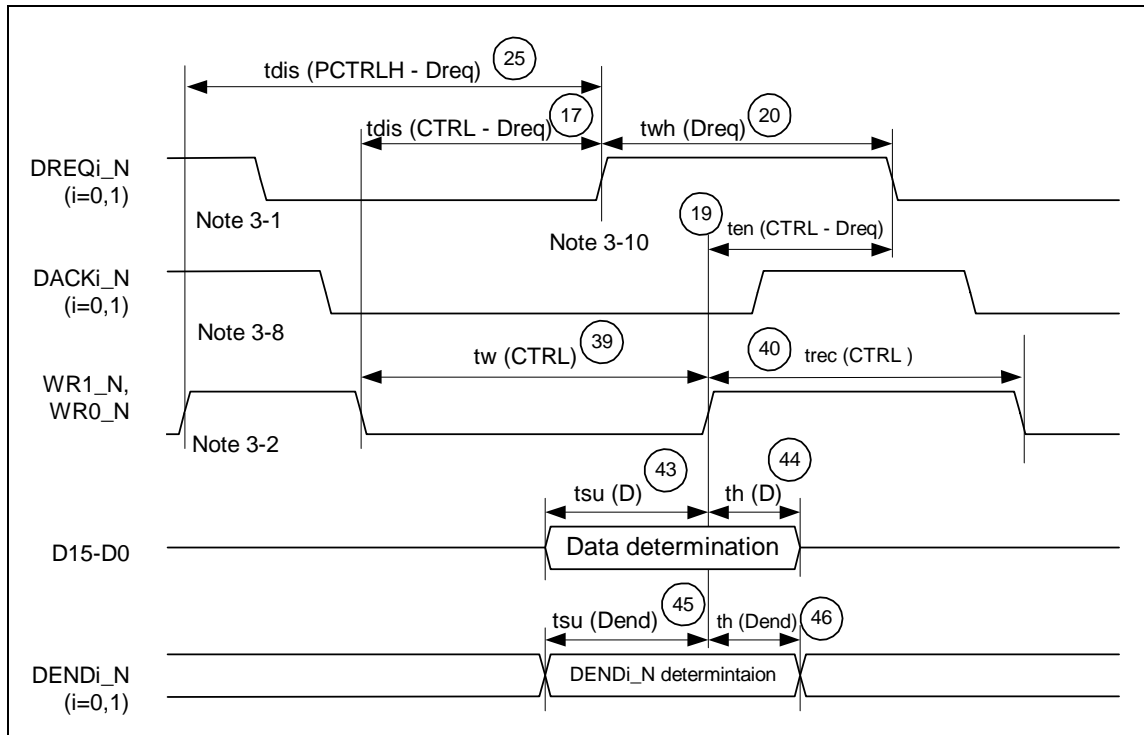 tdis (PCTRLH - Dreq) 25
tdis (CTRL - Dreq) 17
twh (Dreq) 20
DREQi_N
(i=0,1)
Note 3-1
Note 3-10
19
ten (CTRL - Dreq)
DACKi_N
(i=0,1)
Note 3-8
tw (CTRL) 39
40 trec (CTRL )
WR1_N,
WR0_N
Note 3-2
tsu (D) 43
th (D) 44
D15-D0
Data determination
tsu (Dend) 45
th (Dend) 46
DENDi_N
(i=0,1)
DENDi_N determintaion